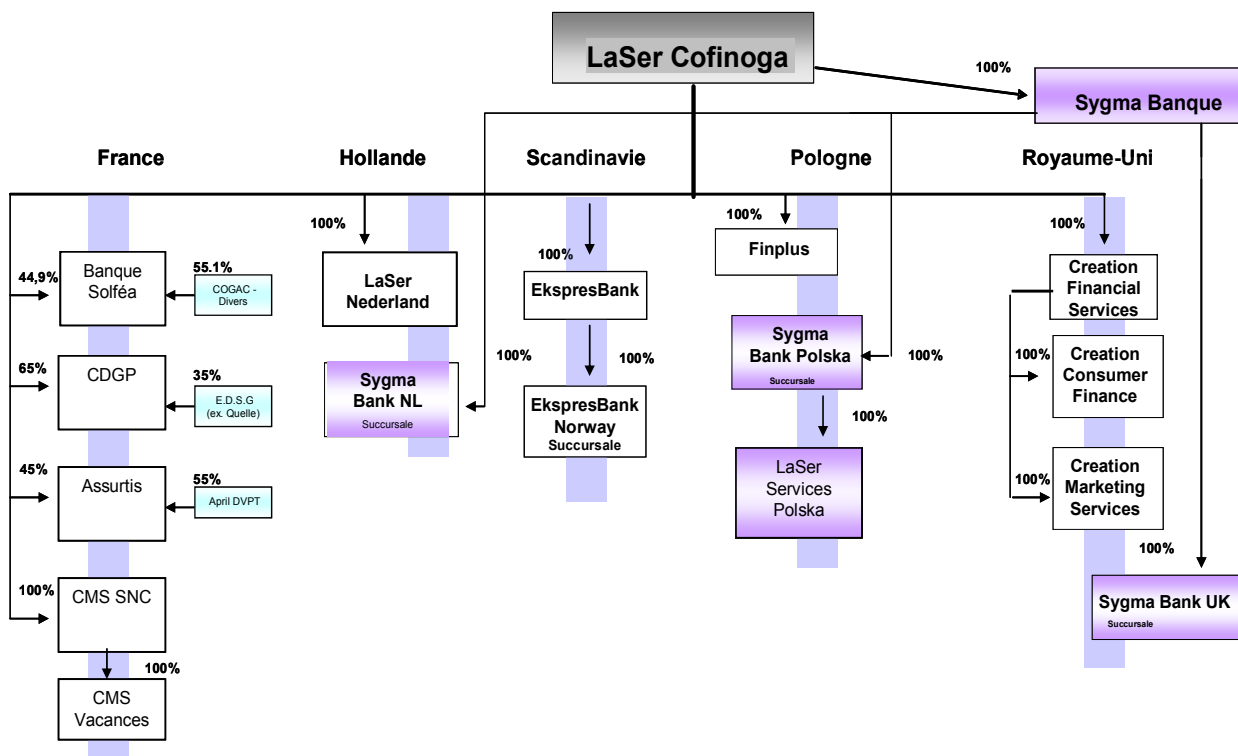 LaSer Cofinoga
100%
Sygma Banque
France
Hollande
Scandinavie
Pologne
Royaume-Uni
100%
100%
100%
100%
44,9%
Banque
Solféa
55.1%
COGAC -
Divers
LaSer
Nederland
EkspresBank
Finplus
Creation
Financial
Services
65%
CDGP
35%
E.D.S.G
(ex. Quelle)
100%
Sygma
Bank NL
Succursale
100%
EkspresBank
Norway
Succursale
Sygma
Bank Polska
Succursale
100%
100%
Creation
Consumer
Finance
45%
Assurtis
55%
April DVPT
100%
LaSer
Services
Polska
100%
Creation
Marketing
Services
100%
CMS SNC
100%
Sygma Bank UK
Succursale
100%
CMS
Vacances